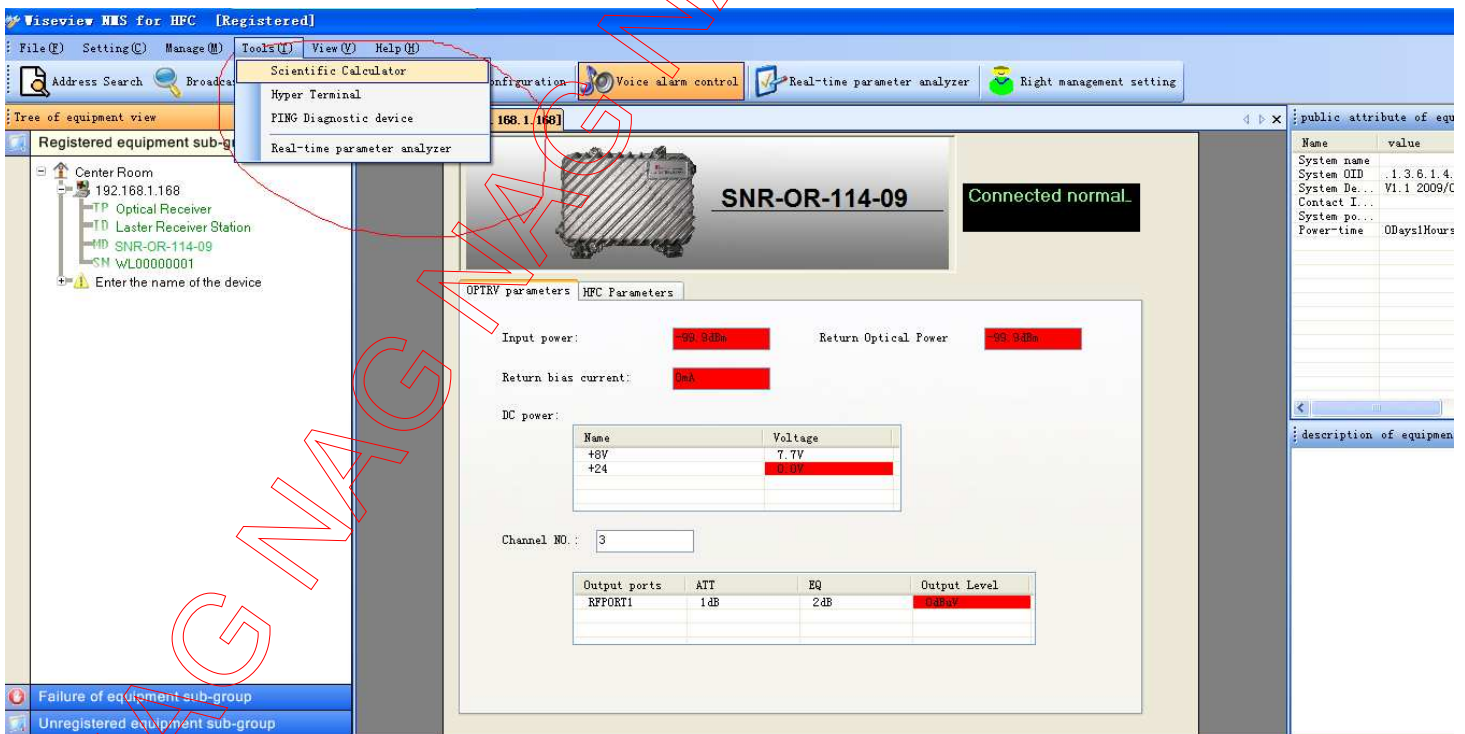 Wiseview NMS for HFC [Registered]
File(F) Setting(C) Manage(M) Tools(T) View(V) Help(H)
Scientific Calculator
Hyper Terminal
PING Diagnostic device
Real-time parameter analyzer
Address Search
Voice alarm control
Real-time parameter analyzer
Right management setting
Tree of equipment view
168.1.168]
Registered equipment
Center Room
192.168.1.168
TP Optical Receiver
TD Laster Receiver Station
MD SNR-OR-114-09
SN WL00000001
Enter the name of the device
SNR-OR-114-09
Connected normal_
OPTRV parameters HFC Parameters
Input power: -99.9dBm Return Optical Power -99.9dBm
Return bias current: 0mA
DC power:
Name Voltage
+8V 7.7V
+24 0.0V
Channel NO.: 3
Output ports ATT EQ Output Level
RFPORT1 1dB 2dB 0dBuV
public attribute of equ
Name value
System name
System OID .1.3.6.1.4.
System De... V1.1 2009/0
Contact I...
System po...
Power-time 0Days1Hours
description of equipmen
Failure of equipment sub-group
Unregistered equipment sub-group
NAG NAG NAG